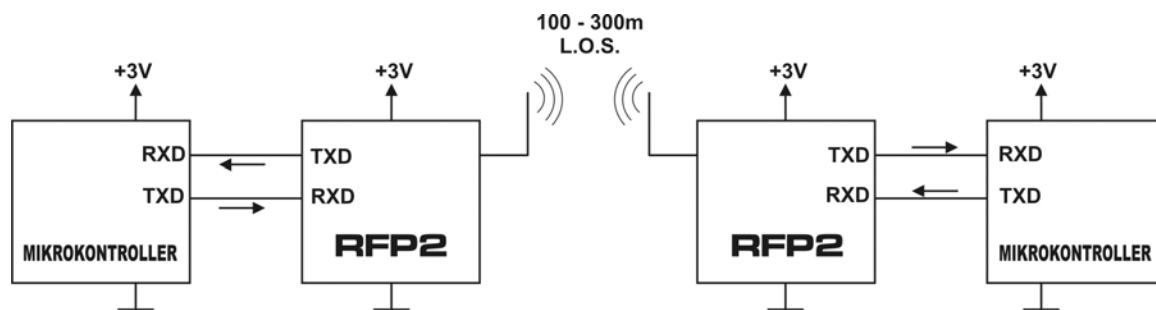 100 - 300m
L.O.S.
+3V
+3V
+3V
+3V
RXD
TXD
TXD
RXD
MIKROKONTROLLER
RFP2
TXD
RXD
RXD
TXD
RFP2
MIKROKONTROLLER